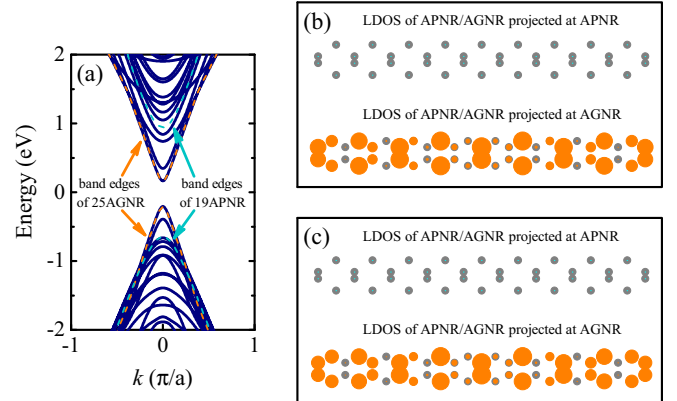 (a)
2
1
0
-1
-2
Energy (eV)
band edges
of 25AGNR
band edges
of 19APNR
-1
0
1
k (π/a)
(b)
LDOS of APNR/AGNR projected at APNR
LDOS of APNR/AGNR projected at AGNR
(c)
LDOS of APNR/AGNR projected at APNR
LDOS of APNR/AGNR projected at AGNR